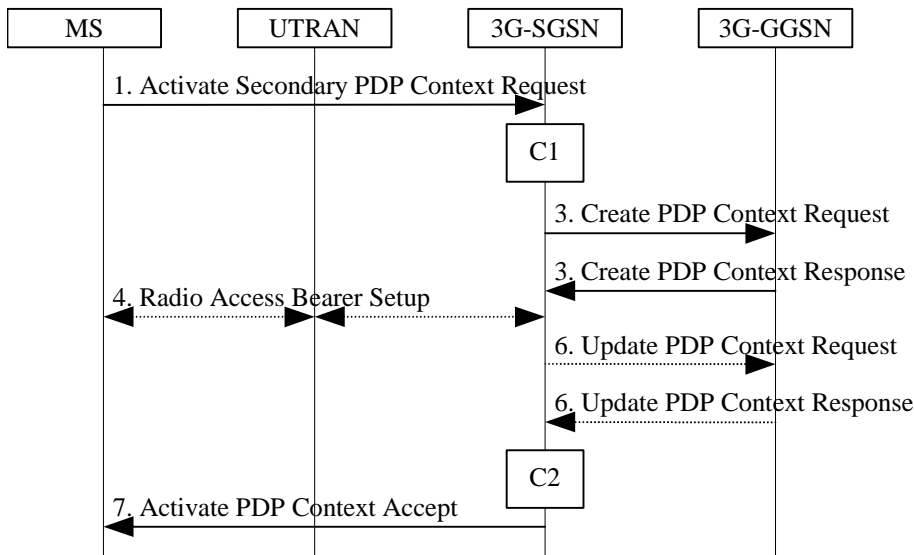 MS
UTRAN
3G-SGSN
3G-GGSN
1. Activate Secondary PDP Context Request
C1
3. Create PDP Context Request
3. Create PDP Context Response
4. Radio Access Bearer Setup
6. Update PDP Context Request
6. Update PDP Context Response
C2
7. Activate PDP Context Accept